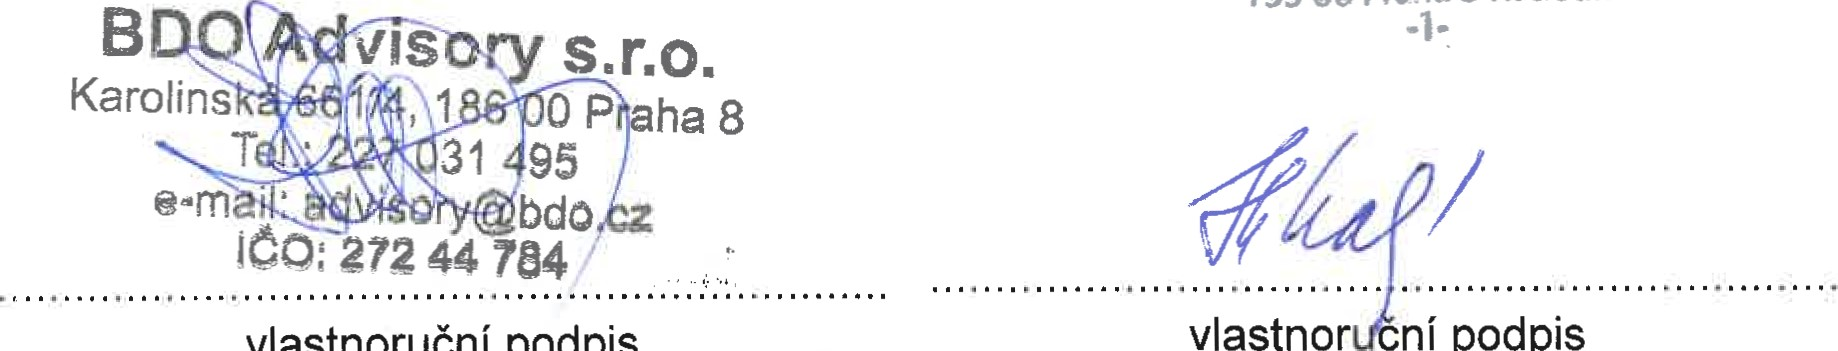 BDO Advisory s.r.o.
Karolinská 661/4, 186 00 Praha 8
Tel.: 227 031 495
e-mail: advisory@bdo.cz
IČO: 272 44 784
vlastnoruční podpis
-1-
vlastnoruční podpis